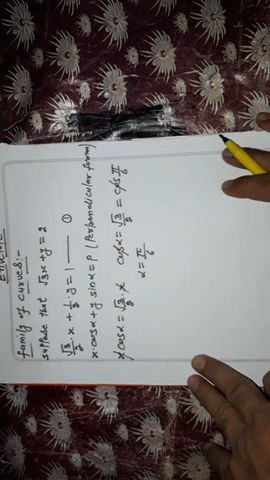 Envelope
Family of curves:-
suppose that √3x + y = 2
√3/2 x + 1/2 · y = 1 —— ①
x·cosα + y sinα = P (Perpendicular form)
x cosα = √3/2 · x cosα = √3/2 = cos π/6
α = π/6